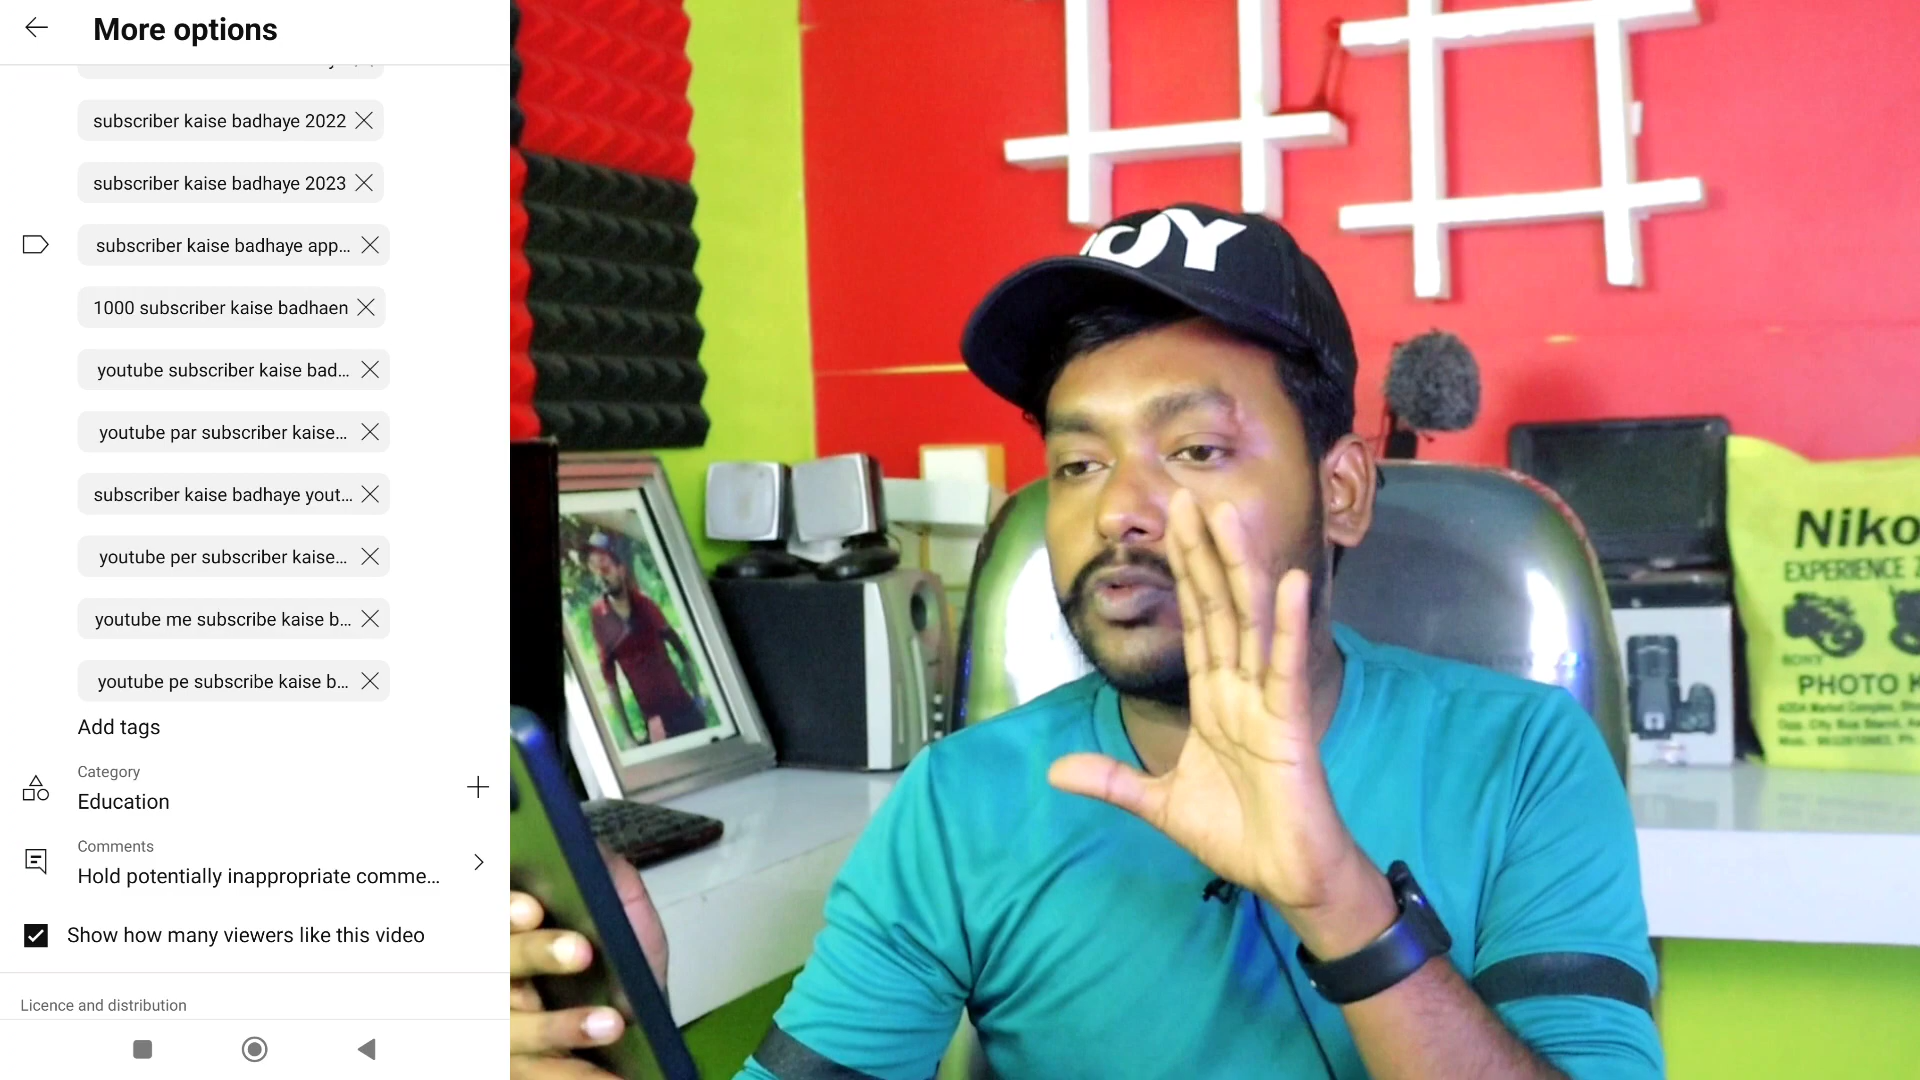 More options
subscriber kaise badhaye 2022
subscriber kaise badhaye 2023
subscriber kaise badhaye app...
1000 subscriber kaise badhaen
youtube subscriber kaise bad...
youtube par subscriber kaise...
subscriber kaise badhaye yout...
youtube per subscriber kaise...
youtube me subscribe kaise b...
youtube pe subscribe kaise b...
Add tags
Category
Education
Comments
Hold potentially inappropriate comme...
Show how many viewers like this video
Licence and distribution
OY
Niko
EXPERIENCE Z
SONY
PHOTO K